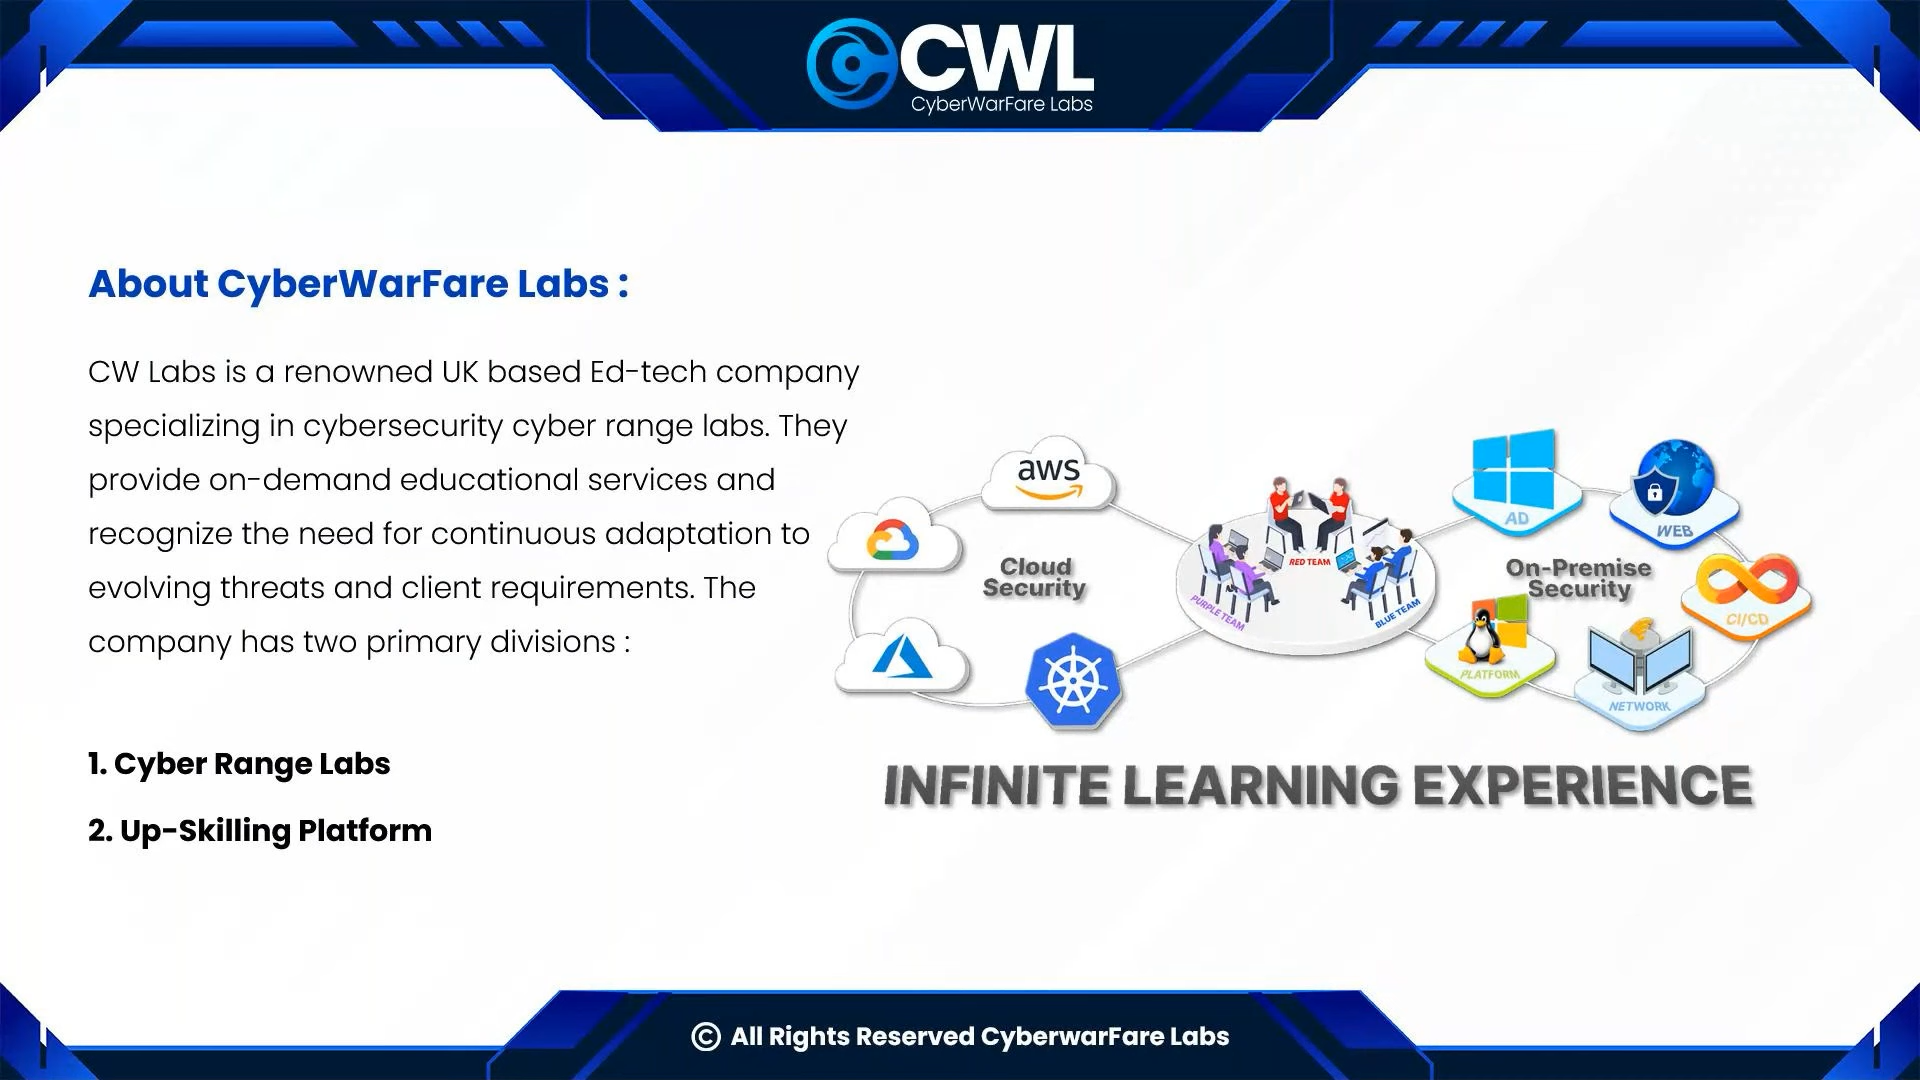 CWL
CyberWarFare Labs
About CyberWarFare Labs :
CW Labs is a renowned UK based Ed-tech company
specializing in cybersecurity cyber range labs. They
provide on-demand educational services and
recognize the need for continuous adaptation to
evolving threats and client requirements. The
company has two primary divisions :
1. Cyber Range Labs
2. Up-Skilling Platform
aws
Cloud
Security
RED TEAM
PURPLE TEAM
BLUE TEAM
AD
WEB
On-Premise
Security
CI/CD
PLATFORM
NETWORK
INFINITE LEARNING EXPERIENCE
© All Rights Reserved CyberwarFare Labs